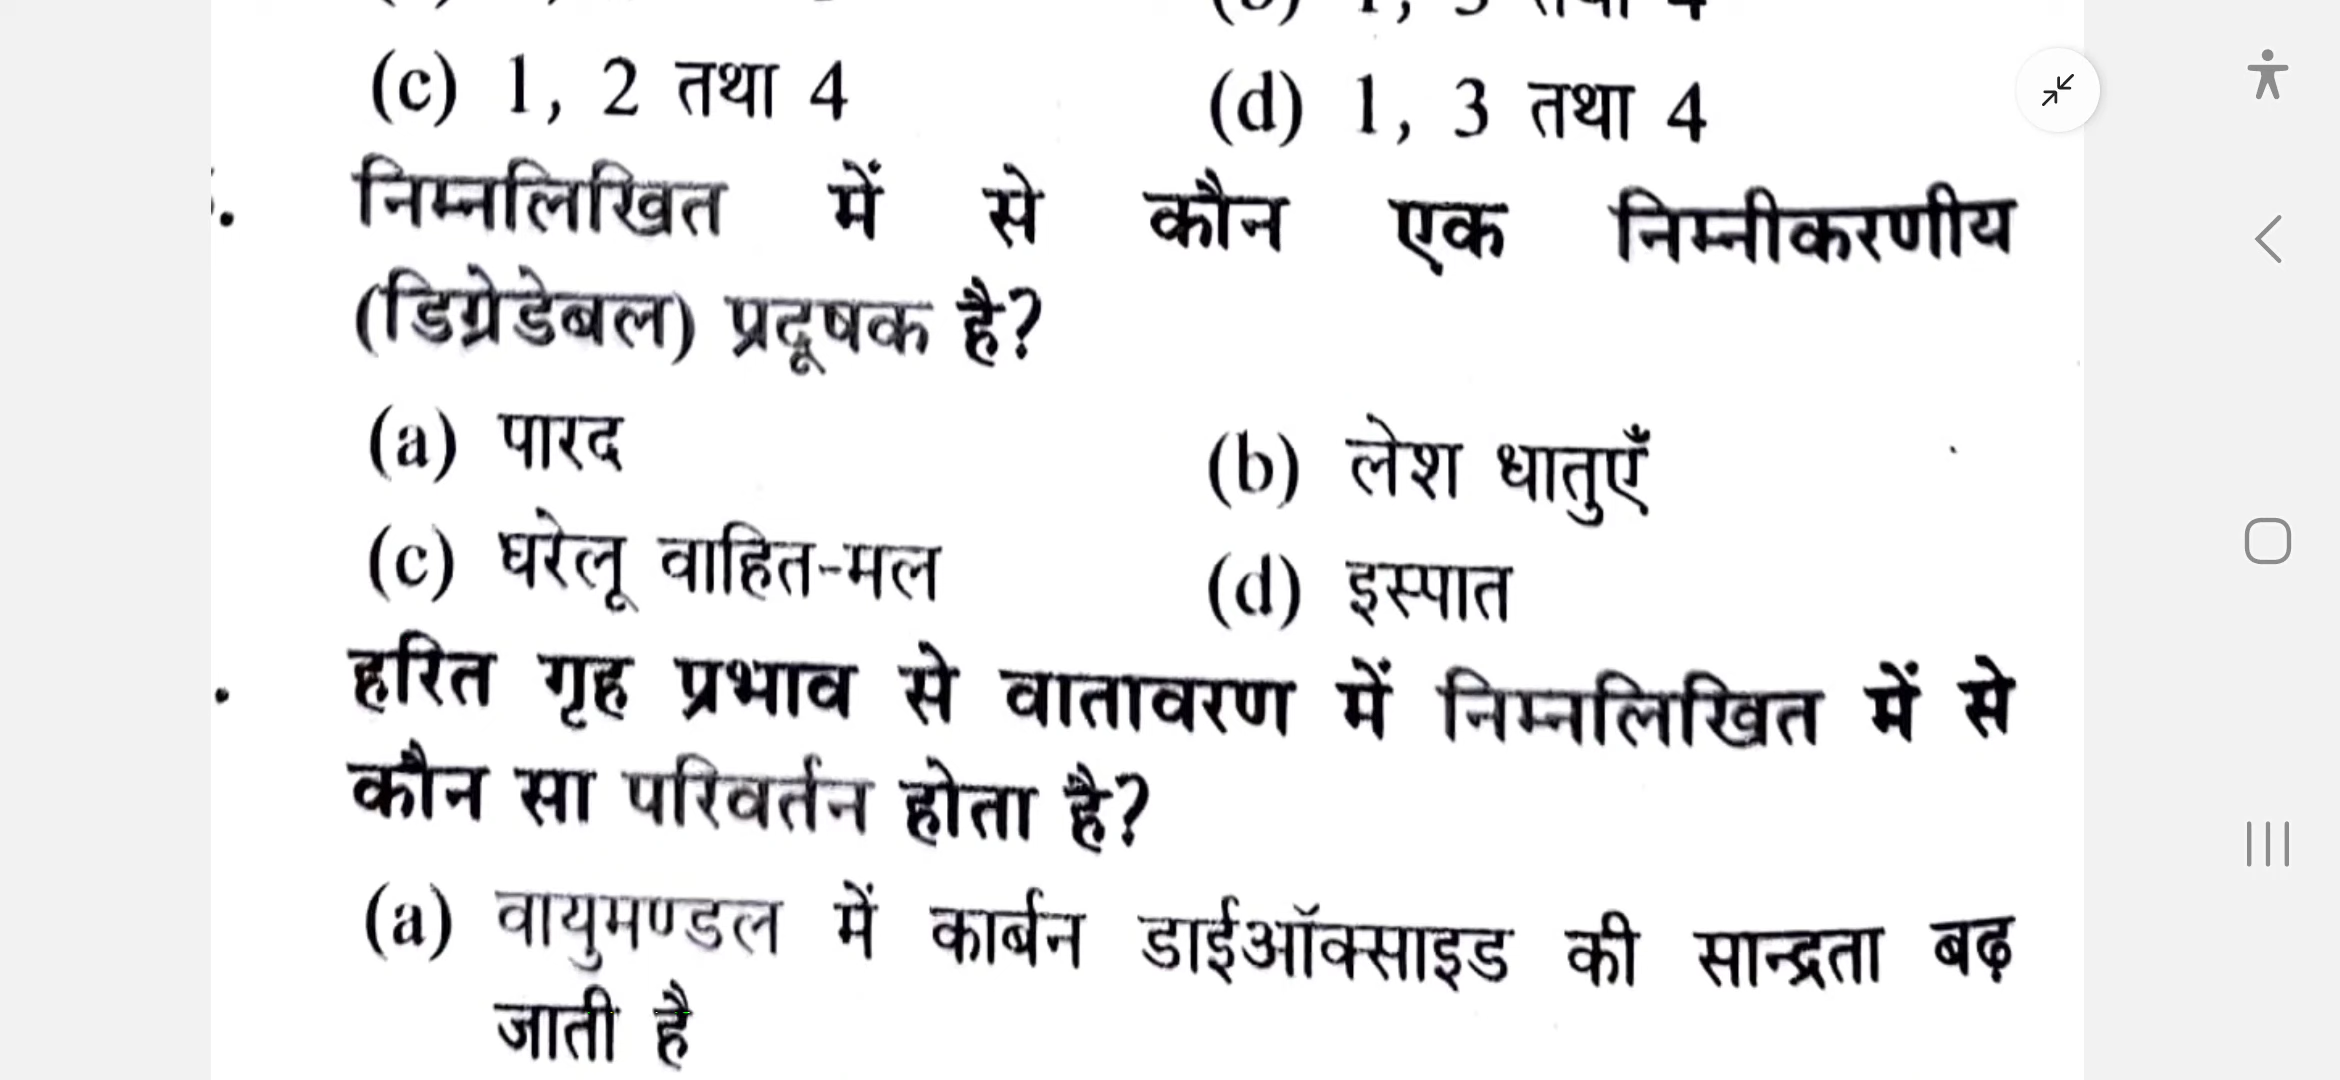 (c) 1, 2 तथा 4 (d) 1, 3 तथा 4
निम्नलिखित में से कौन एक निम्नीकरणीय
(डिग्रेडेबल) प्रदूषक है?
(a) पारद (b) लेश धातुएँ
(c) घरेलू वाहित-मल (d) इस्पात
हरित गृह प्रभाव से वातावरण में निम्नलिखित में से
कौन सा परिवर्तन होता है?
(a) वायुमण्डल में कार्बन डाईऑक्साइड की सान्द्रता बढ़
जाती है